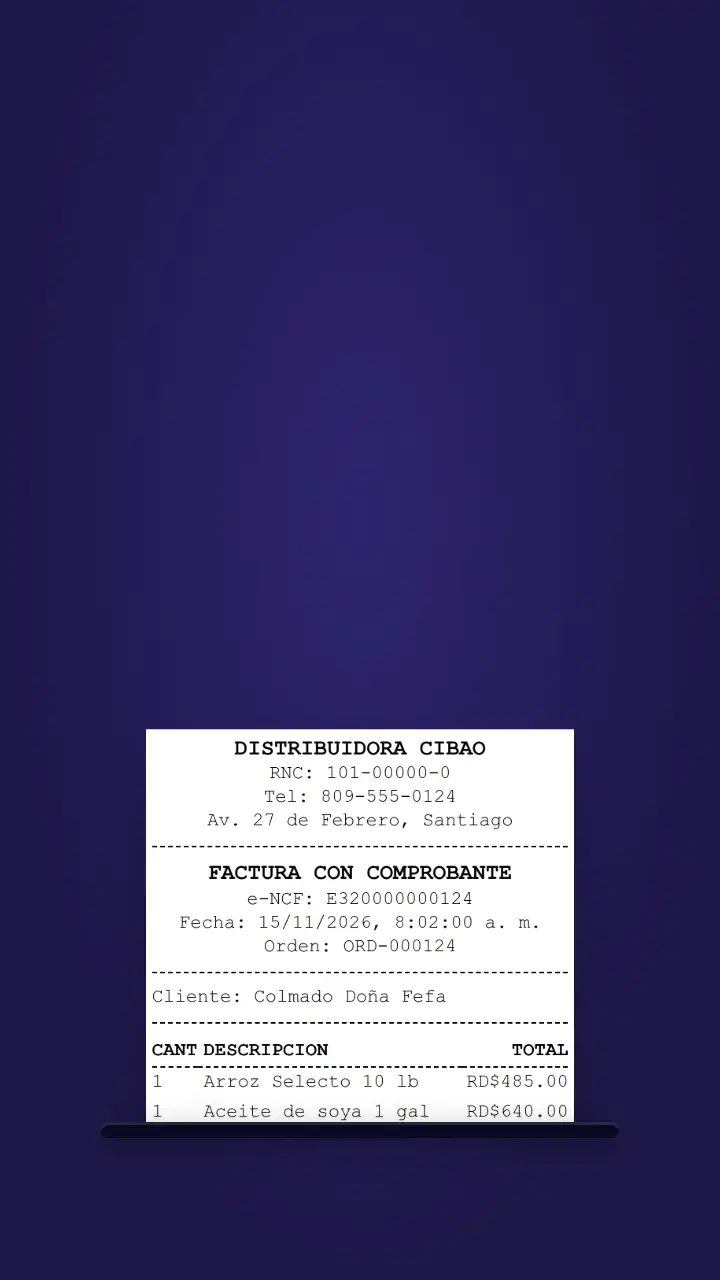 DISTRIBUIDORA CIBAO
RNC: 101-00000-0
Tel: 809-555-0124
Av. 27 de Febrero, Santiago
FACTURA CON COMPROBANTE
e-NCF: E320000000124
Fecha: 15/11/2026, 8:02:00 a. m.
Orden: ORD-000124
Cliente: Colmado Doña Fefa
CANT DESCRIPCION TOTAL
1 Arroz Selecto 10 lb RD$485.00
1 Aceite de soya 1 gal RD$640.00